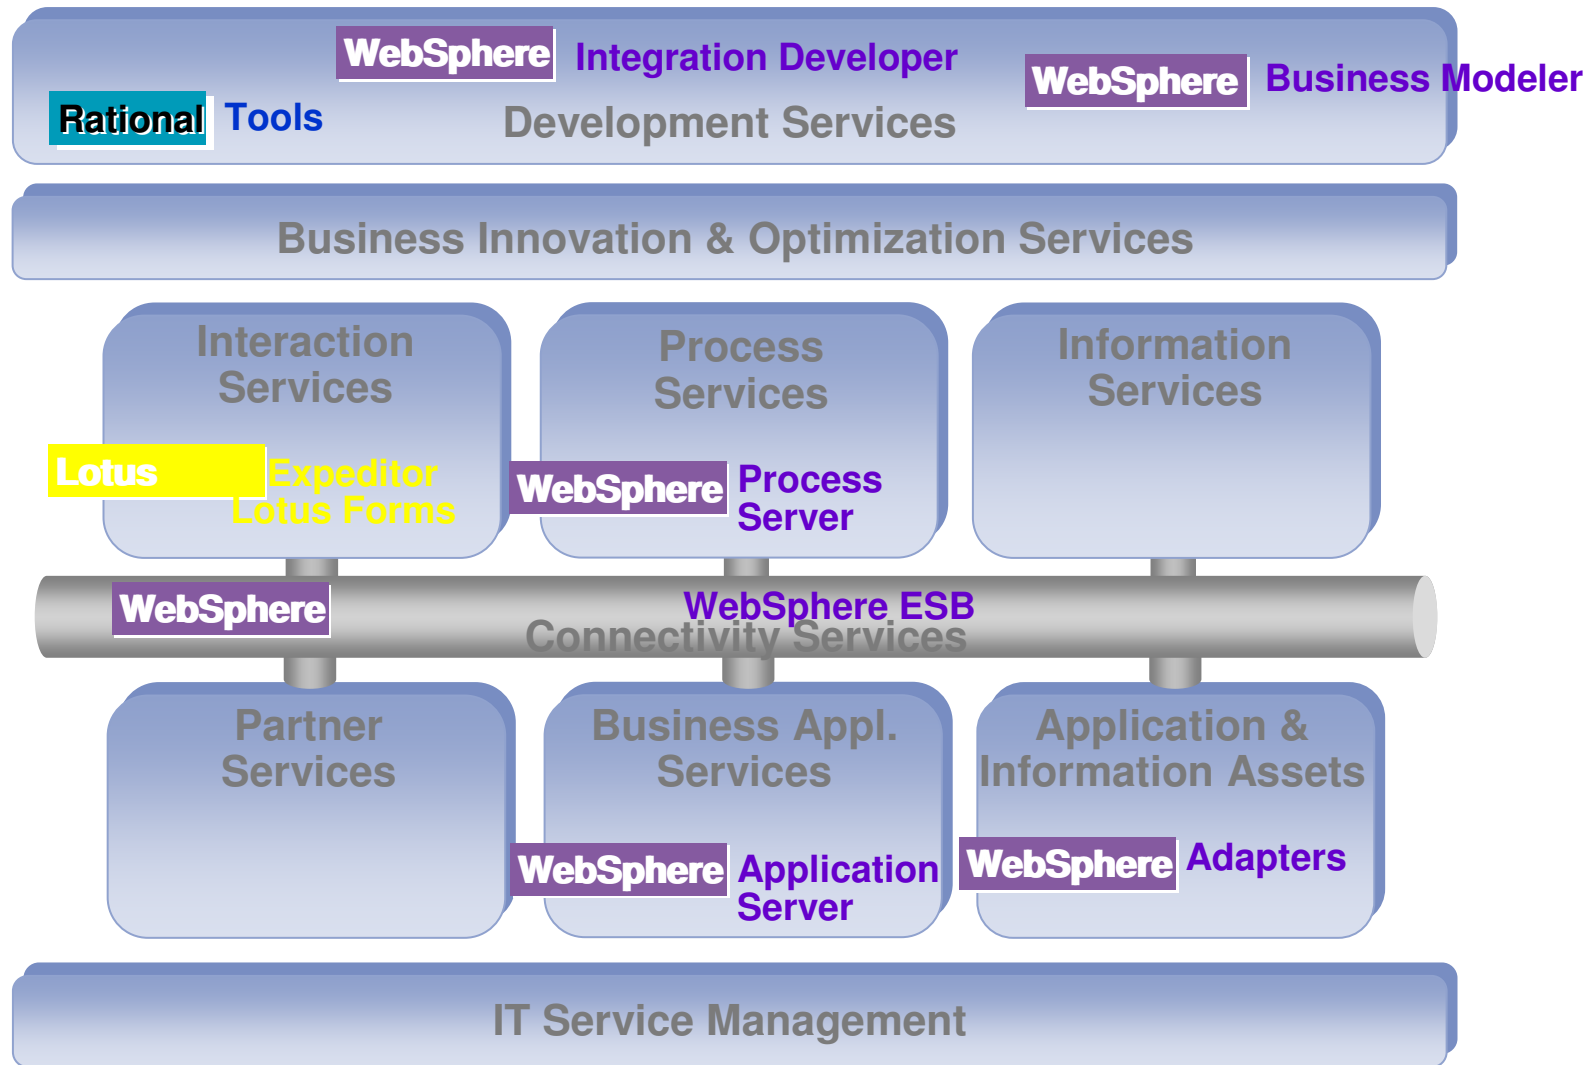 WebSphere Integration Developer
WebSphere Business Modeler
Rational Tools
Development Services
Business Innovation & Optimization Services
Interaction
Services
Lotus Expeditor
Lotus Forms
Process
Services
WebSphere Process
Server
Information
Services
WebSphere
WebSphere ESB
Connectivity Services
Partner
Services
Business Appl.
Services
WebSphere Application
Server
Application &
Information Assets
WebSphere Adapters
IT Service Management